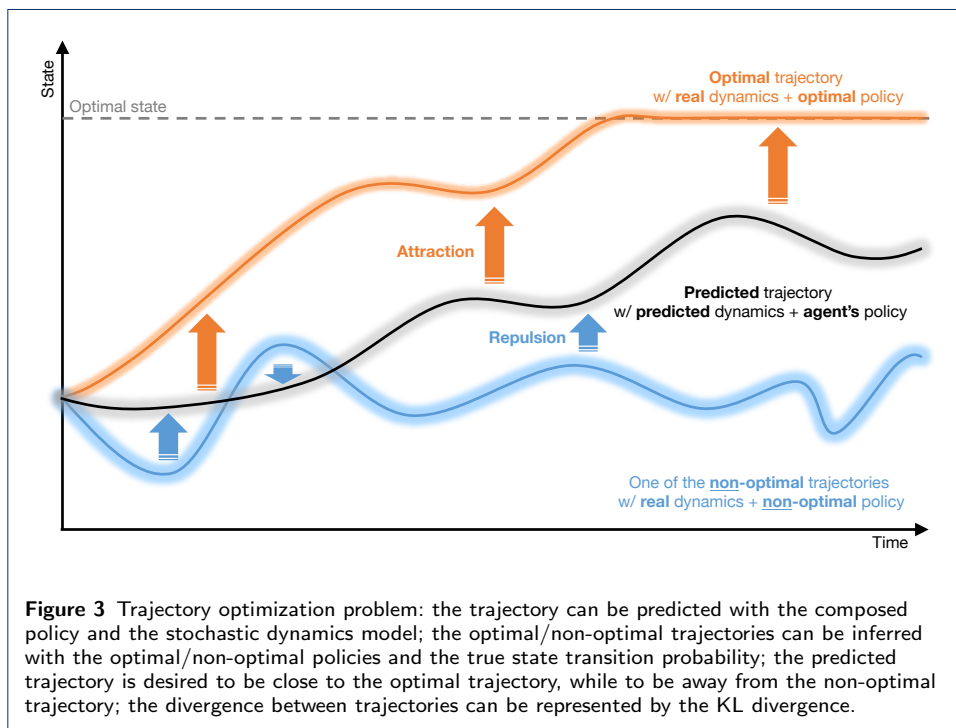 State
Optimal state
Optimal trajectory
w/ real dynamics + optimal policy
Attraction
Predicted trajectory
w/ predicted dynamics + agent's policy
Repulsion
One of the non-optimal trajectories
w/ real dynamics + non-optimal policy
Time
Figure 3 Trajectory optimization problem: the trajectory can be predicted with the composed
policy and the stochastic dynamics model; the optimal/non-optimal trajectories can be inferred
with the optimal/non-optimal policies and the true state transition probability; the predicted
trajectory is desired to be close to the optimal trajectory, while to be away from the non-optimal
trajectory; the divergence between trajectories can be represented by the KL divergence.